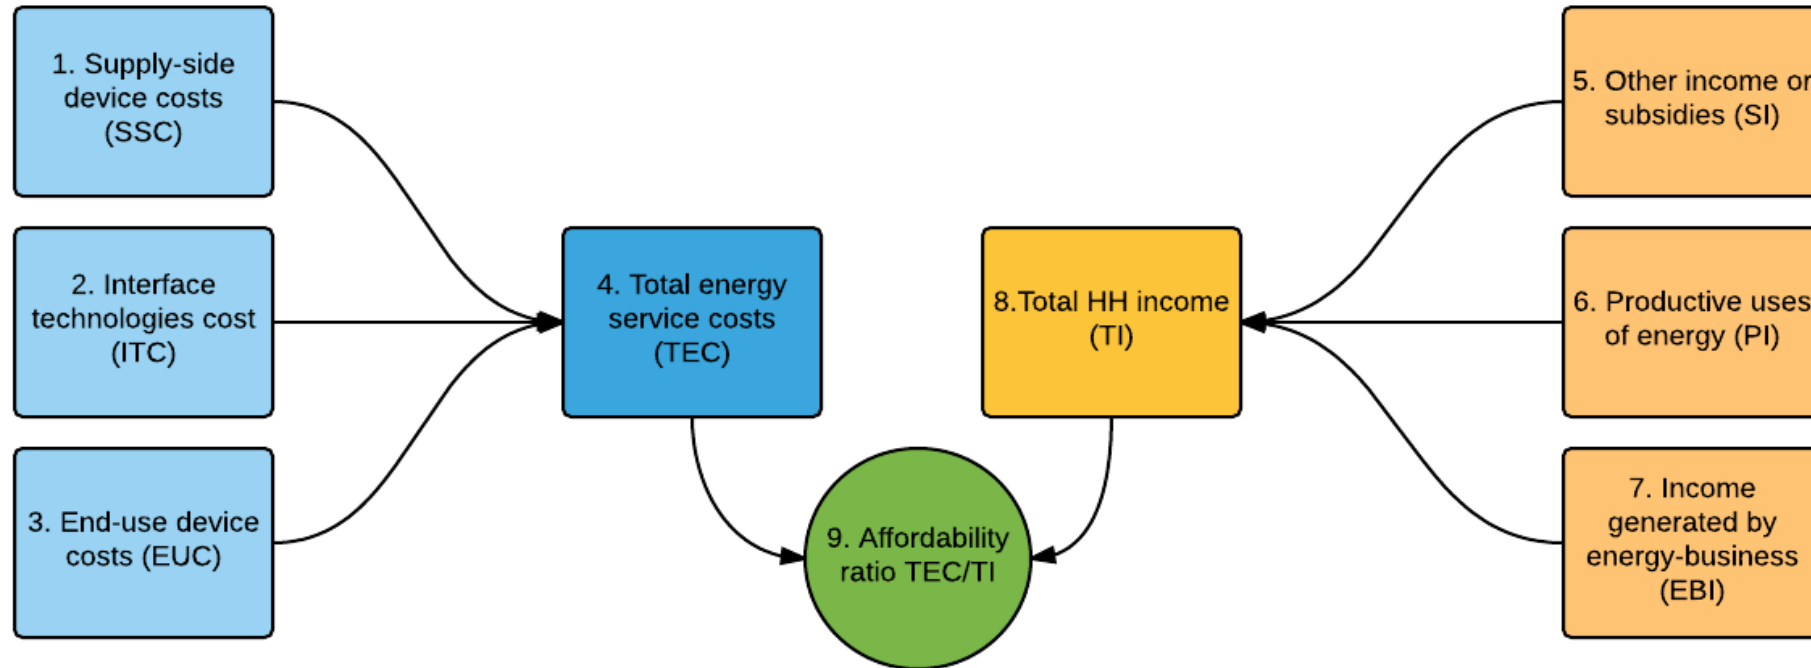 1. Supply-side
device costs
(SSC)
2. Interface
technologies cost
(ITC)
3. End-use device
costs (EUC)
4. Total energy
service costs
(TEC)
8.Total HH income
(TI)
9. Affordability
ratio TEC/TI
5. Other income or
subsidies (SI)
6. Productive uses
of energy (PI)
7. Income
generated by
energy-business
(EBI)